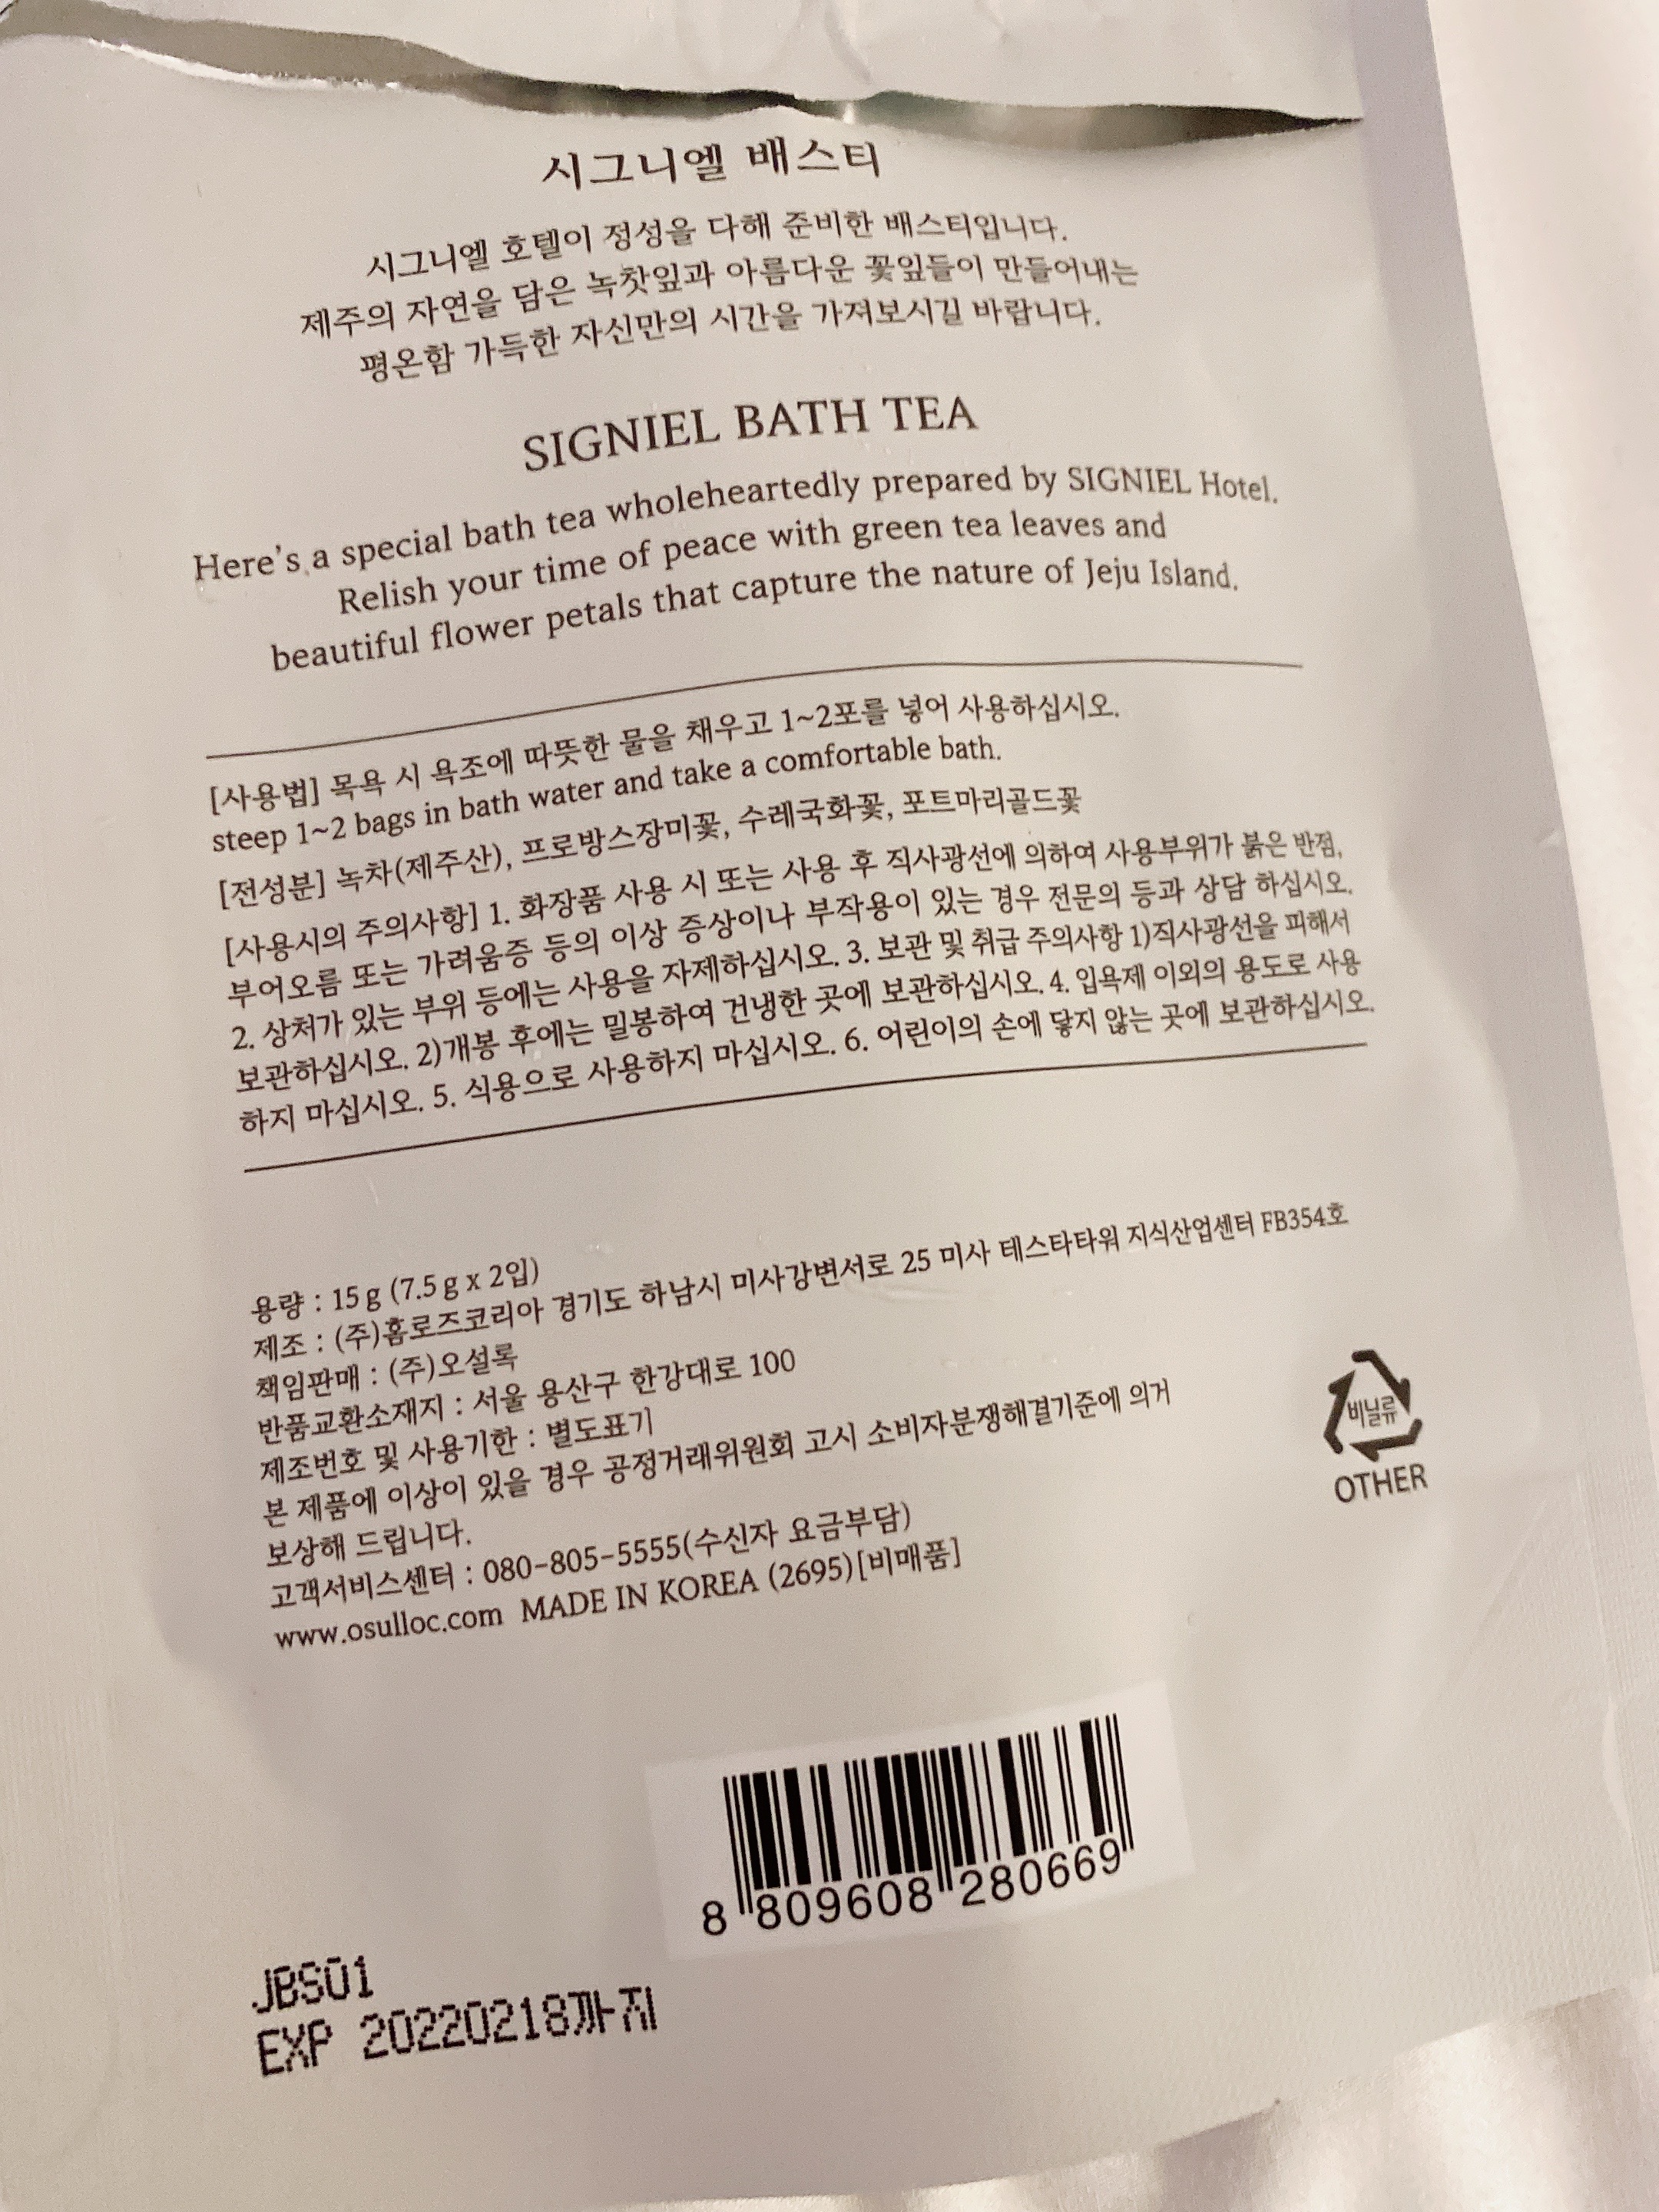 시그니엘 배스티
시그니엘 호텔이 정성을 다해 준비한 배스티입니다.
제주의 자연을 담은 녹찻잎과 아름다운 꽃잎들이 만들어내는
평온함 가득한 자신만의 시간을 가져보시길 바랍니다.
SIGNIEL BATH TEA
Here's a special bath tea wholeheartedly prepared by SIGNIEL Hotel.
Relish your time of peace with green tea leaves and
beautiful flower petals that capture the nature of Jeju Island.
[사용법] 목욕 시 욕조에 따뜻한 물을 채우고 1~2포를 넣어 사용하십시오.
steep 1~2 bags in bath water and take a comfortable bath.
[전성분] 녹차(제주산), 프로방스장미꽃, 수레국화꽃, 포트마리골드꽃
[사용시의 주의사항] 1. 화장품 사용 시 또는 사용 후 직사광선에 의하여 사용부위가 붉은 반점,
부어오름 또는 가려움증 등의 이상 증상이나 부작용이 있는 경우 전문의 등과 상담 하십시오.
2. 상처가 있는 부위 등에는 사용을 자제하십시오. 3. 보관 및 취급 주의사항 1)직사광선을 피해서
보관하십시오. 2)개봉 후에는 밀봉하여 건냉한 곳에 보관하십시오. 4. 입욕제 이외의 용도로 사용
하지 마십시오. 5. 식용으로 사용하지 마십시오. 6. 어린이의 손에 닿지 않는 곳에 보관하십시오.
용량 : 15 g (7.5 g x 2입)
제조 : (주)홈로즈코리아 경기도 하남시 미사강변서로 25 미사 테스타타워 지식산업센터 FB354호
책임판매 : (주)오설록
반품교환소재지 : 서울 용산구 한강대로 100
제조번호 및 사용기한 : 별도표기
본 제품에 이상이 있을 경우 공정거래위원회 고시 소비자분쟁해결기준에 의거
보상해 드립니다.
고객서비스센터 : 080-805-5555(수신자 요금부담)
www.osulloc.com MADE IN KOREA (2695)[비매품]
비닐류
OTHER
8 809608 280669
JBS01
EXP 20220218까지